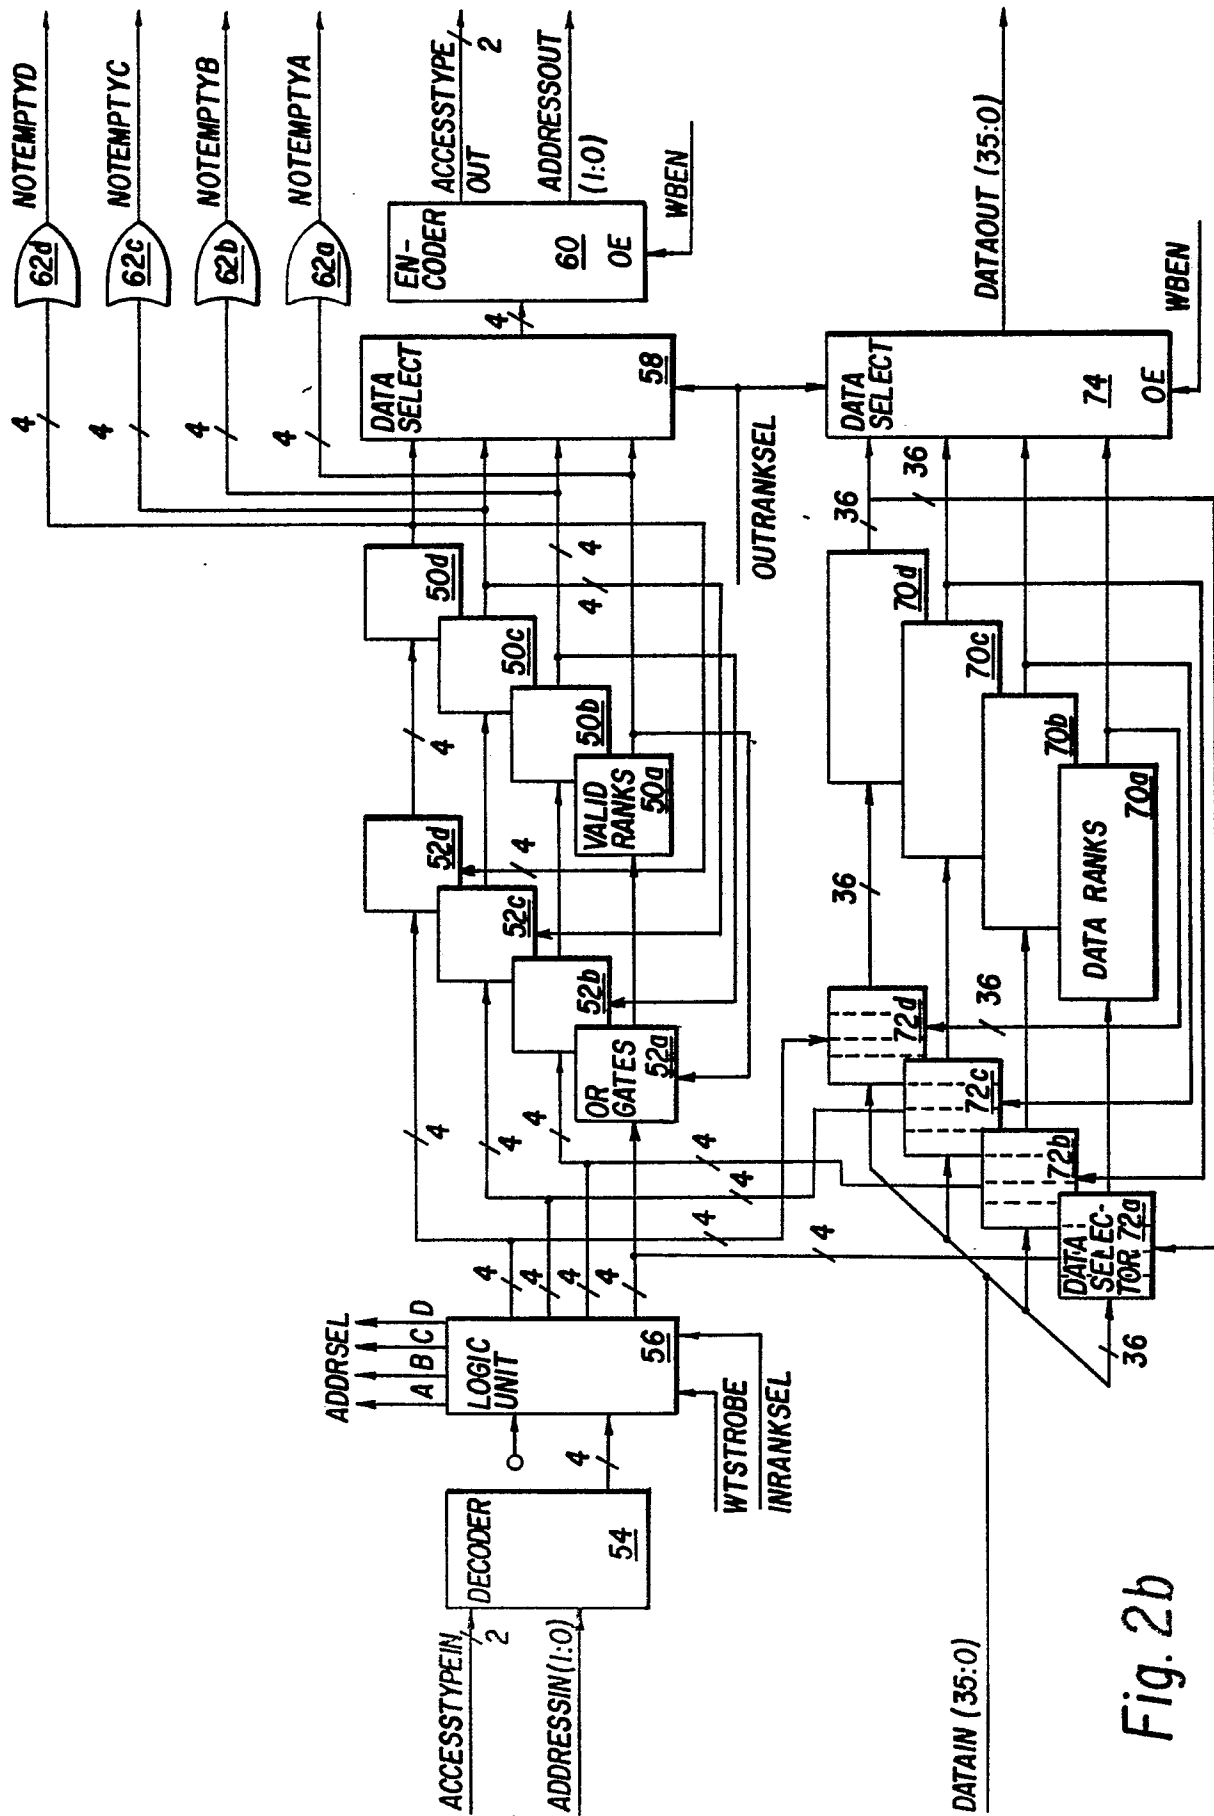 NOTEMPTYD
NOTEMPTYC
NOTEMPTYB
NOTEMPTYA
62d
62c
62b
62a
4
4
4
4
ACCESSTYPE
OUT
2
ADDRESSOUT
(1:0)
EN-
CODER
60
OE
WBEN
4
DATA
SELECT
58
OUTRANKSEL
50d
50c
50b
VALID
RANKS
50a
4
4
4
4
52d
52c
52b
OR
GATES
52a
4
4
4
4
4
4
4
4
4
4
4
4
ADDRSEL
A B C D
LOGIC
UNIT
56
WTSTROBE
INRANKSEL
4
DECODER
54
ACCESSTYPEIN
2
ADDRESSIN(1:0)
DATAOUT (35:0)
WBEN
DATA
SELECT
74
OE
36
36
70d
70c
70b
DATA RANKS
70a
36
36
72d
72c
72b
DATA
SELEC-
TOR 72a
36
DATAIN (35:0)
Fig. 2b